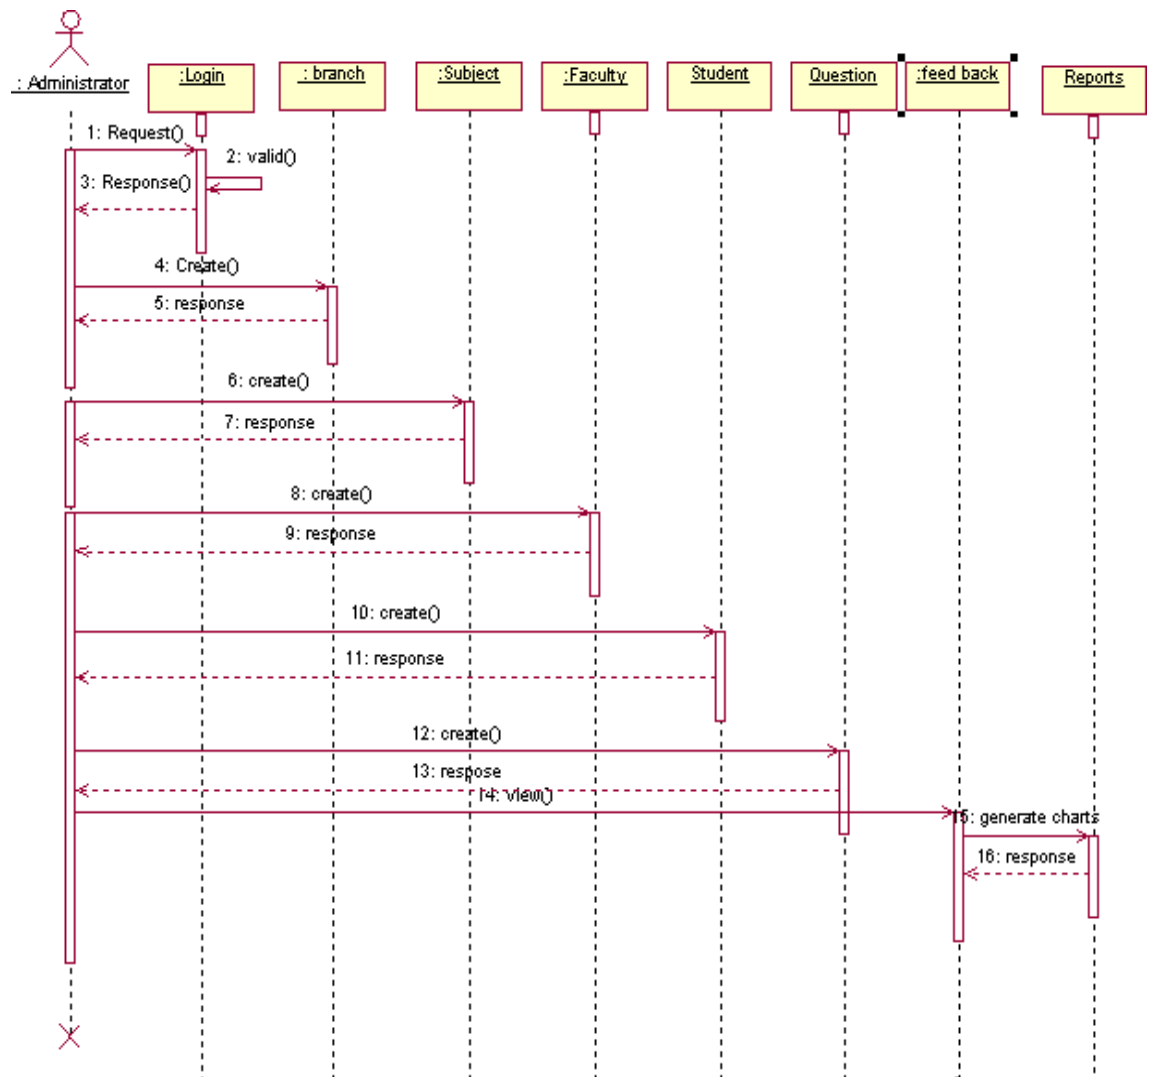 : Administrator
:Login
: branch
:Subject
:Faculty
Student
Question
:feed back
Reports
1: Request()
2: valid()
3: Response()
4: Create()
5: response
6: create()
7: response
8: create()
9: response
10: create()
11: response
12: create()
13: respose
14: view()
15: generate charts
16: response